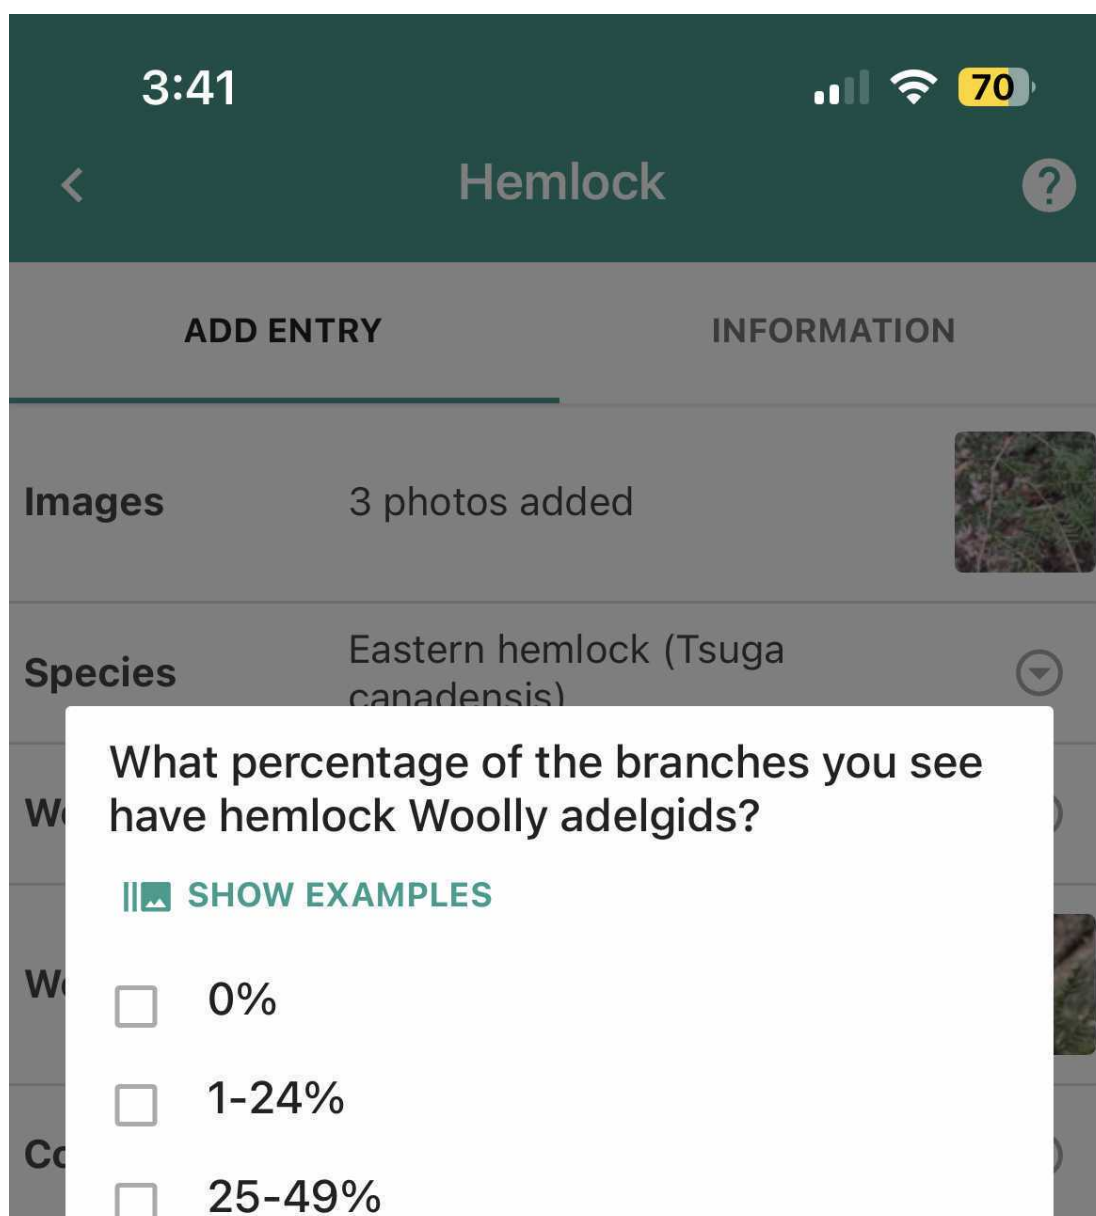 3:41
70
Hemlock
?
ADD ENTRY
INFORMATION
Images
3 photos added
Species
Eastern hemlock (Tsuga
canadensis)
What percentage of the branches you see
have hemlock Woolly adelgids?
SHOW EXAMPLES
0%
1-24%
25-49%